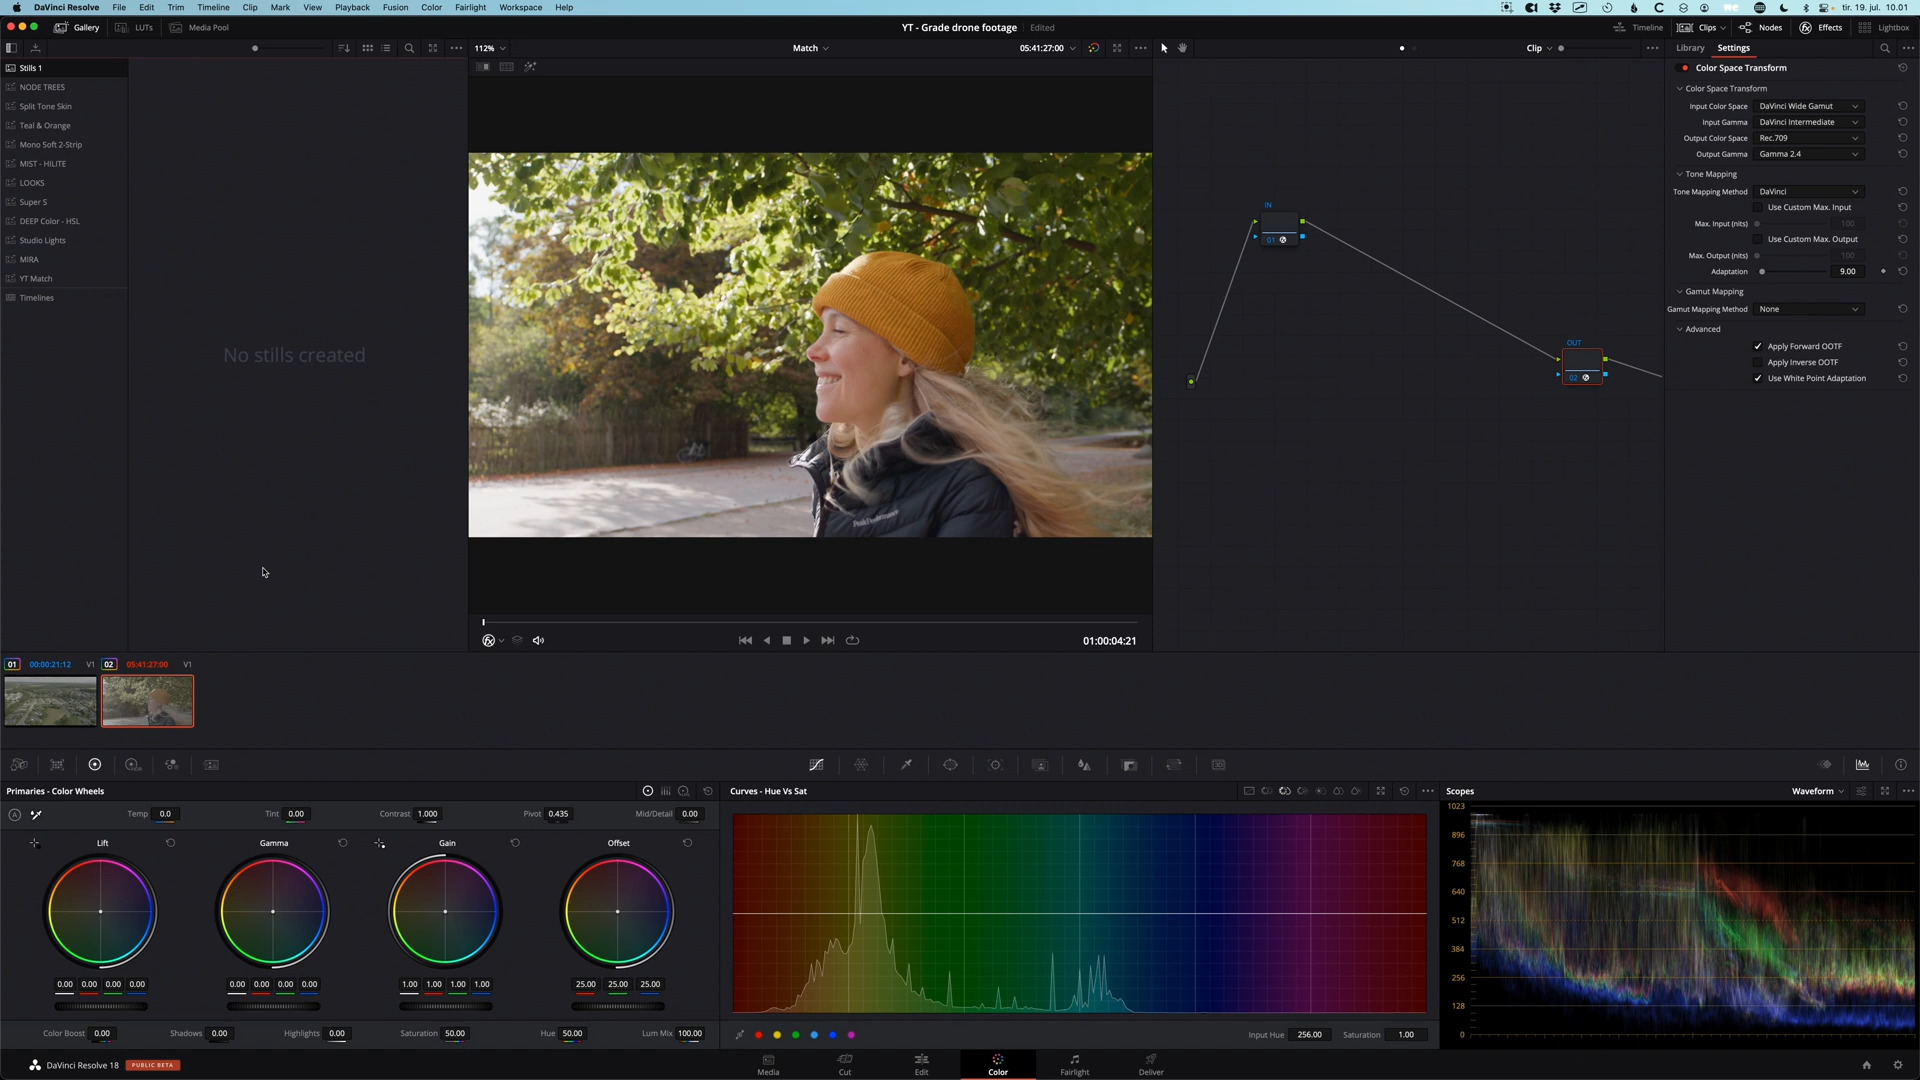 DaVinci Resolve File Edit Trim Timeline Clip Mark View Playback Fusion Color Fairlight Workspace Help tir. 19. jul. 10.01
Gallery LUTs Media Pool YT - Grade drone footage Edited Timeline Clips Nodes Effects Lightbox
112% Match 05:41:27:00 Clip Library Settings
Stills 1
NODE TREES
Split Tone Skin
Teal & Orange
Mono Soft 2-Strip
MIST - HILITE
LOOKS
Super S
DEEP Color - HSL
Studio Lights
MIRA
YT Match
Timelines
No stills created
PeakPerformance
IN
01
OUT
02
Color Space Transform
Color Space Transform
Input Color Space DaVinci Wide Gamut
Input Gamma DaVinci Intermediate
Output Color Space Rec.709
Output Gamma Gamma 2.4
Tone Mapping
Tone Mapping Method DaVinci
Use Custom Max. Input
Max. Input (nits) 100
Use Custom Max. Output
Max. Output (nits) 100
Adaptation 9.00
Gamut Mapping
Gamut Mapping Method None
Advanced
Apply Forward OOTF
Apply Inverse OOTF
Use White Point Adaptation
01:00:04:21
01 00:00:21:12 V1 02 05:41:27:00 V1
Primaries - Color Wheels
Temp 0.0 Tint 0.00 Contrast 1.000 Pivot 0.435 Mid/Detail 0.00
Lift Gamma Gain Offset
0.00 0.00 0.00 0.00 0.00 0.00 0.00 0.00 1.00 1.00 1.00 1.00 25.00 25.00 25.00
Color Boost 0.00 Shadows 0.00 Highlights 0.00 Saturation 50.00 Hue 50.00 Lum Mix 100.00
Curves - Hue Vs Sat
Input Hue 256.00 Saturation 1.00
Scopes Waveform
1023
896
768
640
512
384
256
128
0
DaVinci Resolve 18 PUBLIC BETA
Media Cut Edit Color Fairlight Deliver